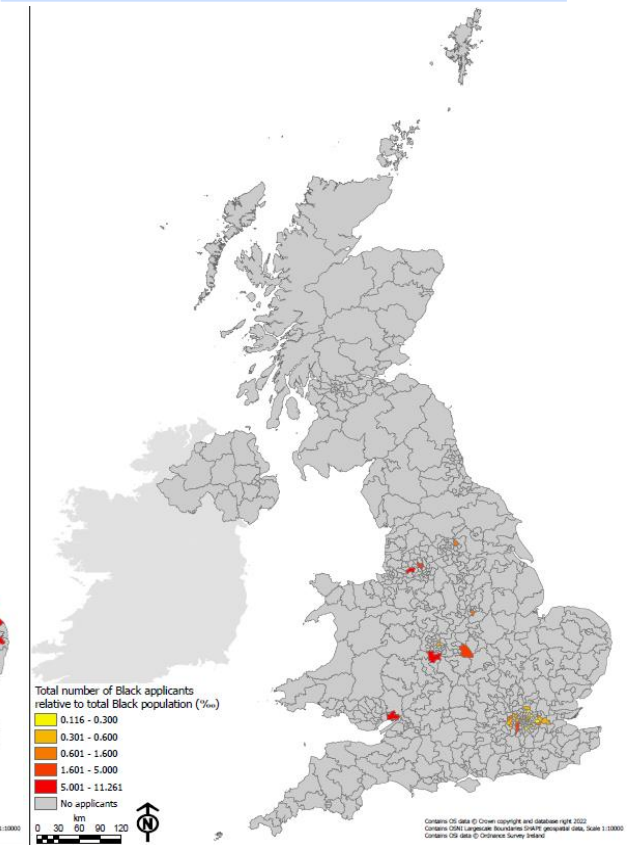 Total number of Black applicants
relative to total Black population (‱)
0.116 - 0.300
0.301 - 0.600
0.601 - 1.600
1.601 - 5.000
5.001 - 11.261
No applicants
km
0 30 60 90 120
N
1:10000
Contains OS data © Crown copyright and database right 2022
Contains OSNI Largescale Boundaries SHAPE geospatial data, Scale 1:10000
Contains OSi data © Ordnance Survey Ireland